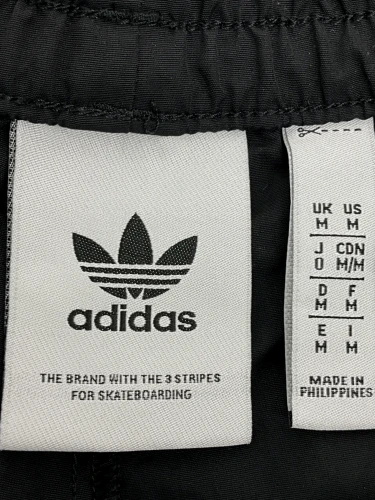 adidas
THE BRAND WITH THE 3 STRIPES
FOR SKATEBOARDING
UK US
M M
J CDN
O M/M
D F
M M
E I
M M
MADE IN
PHILIPPINES